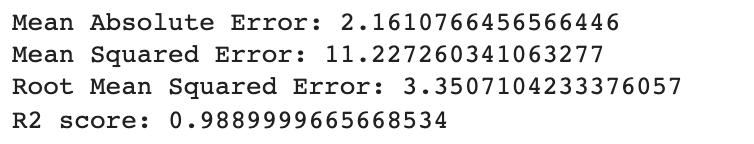 Mean Absolute Error: 2.1610766456566446
Mean Squared Error: 11.227260341063277
Root Mean Squared Error: 3.3507104233376057
R2 score: 0.9889999665668534